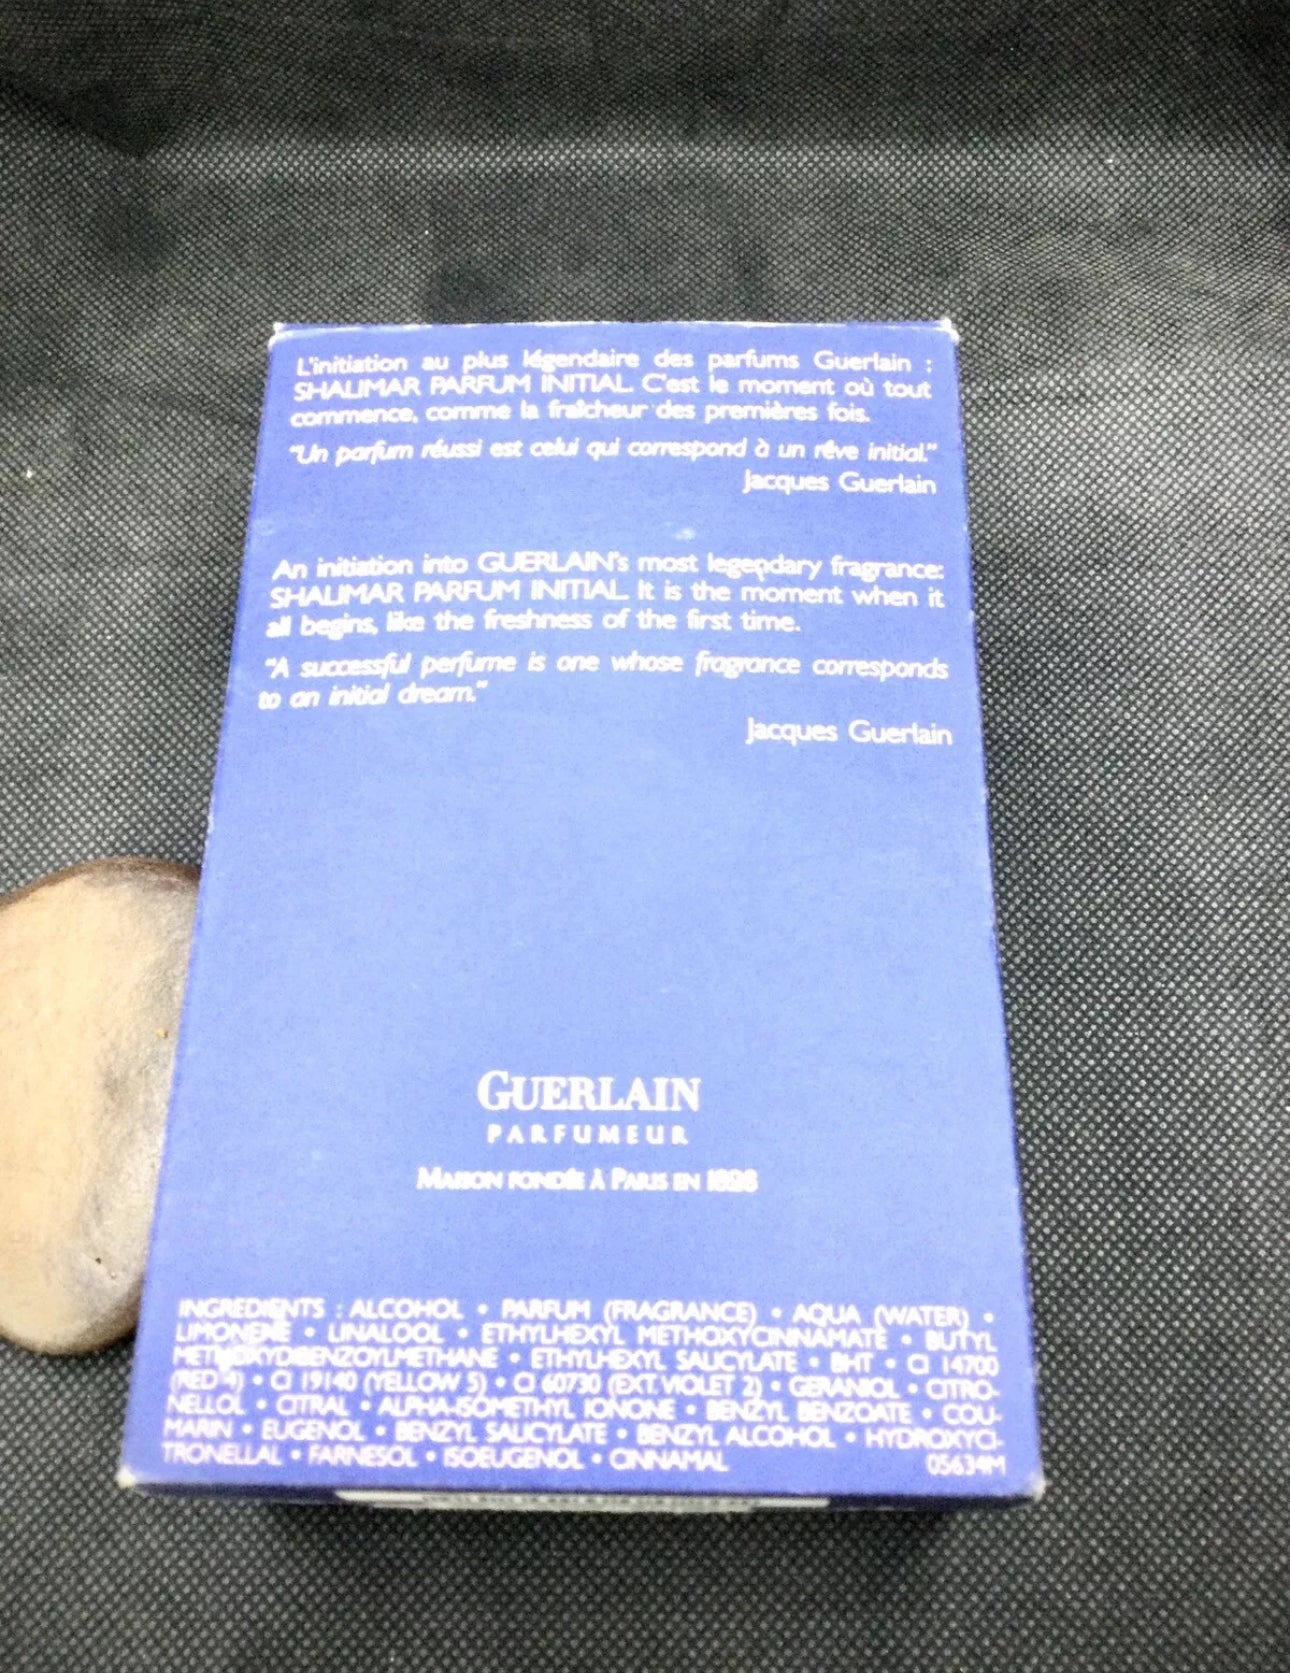 L'initiation au plus légendaire des parfums Guerlain :
SHALIMAR PARFUM INITIAL. C'est le moment où tout
commence, comme la fraîcheur des premières fois.
"Un parfum réussi est celui qui correspond à un rêve initial."
Jacques Guerlain
An initiation into GUERLAIN's most legendary fragrance:
SHALIMAR PARFUM INITIAL. It is the moment when it
all begins, like the freshness of the first time.
"A successful perfume is one whose fragrance corresponds
to an initial dream."
Jacques Guerlain
GUERLAIN
PARFUMEUR
MAISON FONDÉE À PARIS EN 1828
INGREDIENTS : ALCOHOL • PARFUM (FRAGRANCE) • AQUA (WATER) •
LIMONENE • LINALOOL • ETHYLHEXYL METHOXYCINNAMATE • BUTYL
METHOXYDIBENZOYLMETHANE • ETHYLHEXYL SALICYLATE • BHT • CI 14700
(RED 4) • CI 19140 (YELLOW 5) • CI 60730 (EXT. VIOLET 2) • GERANIOL • CITRO-
NELLOL • CITRAL • ALPHA-ISOMETHYL IONONE • BENZYL BENZOATE • COU-
MARIN • EUGENOL • BENZYL SALICYLATE • BENZYL ALCOHOL • HYDROXYCI-
TRONELLAL • FARNESOL • ISOEUGENOL • CINNAMAL
05634M